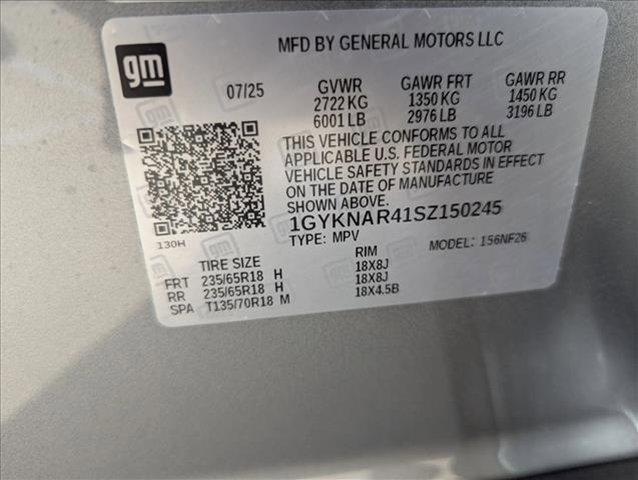 gm
MFD BY GENERAL MOTORS LLC
07/25
GVWR GAWR FRT GAWR RR
2722 KG 1350 KG 1450 KG
6001 LB 2976 LB 3196 LB
THIS VEHICLE CONFORMS TO ALL
APPLICABLE U.S. FEDERAL MOTOR
VEHICLE SAFETY STANDARDS IN EFFECT
ON THE DATE OF MANUFACTURE
SHOWN ABOVE.
1GYKNAR41SZ150245
130H
TYPE: MPV MODEL: 156NF26
TIRE SIZE RIM
FRT 235/65R18 H 18X8J
RR 235/65R18 H 18X8J
SPA T135/70R18 M 18X4.5B